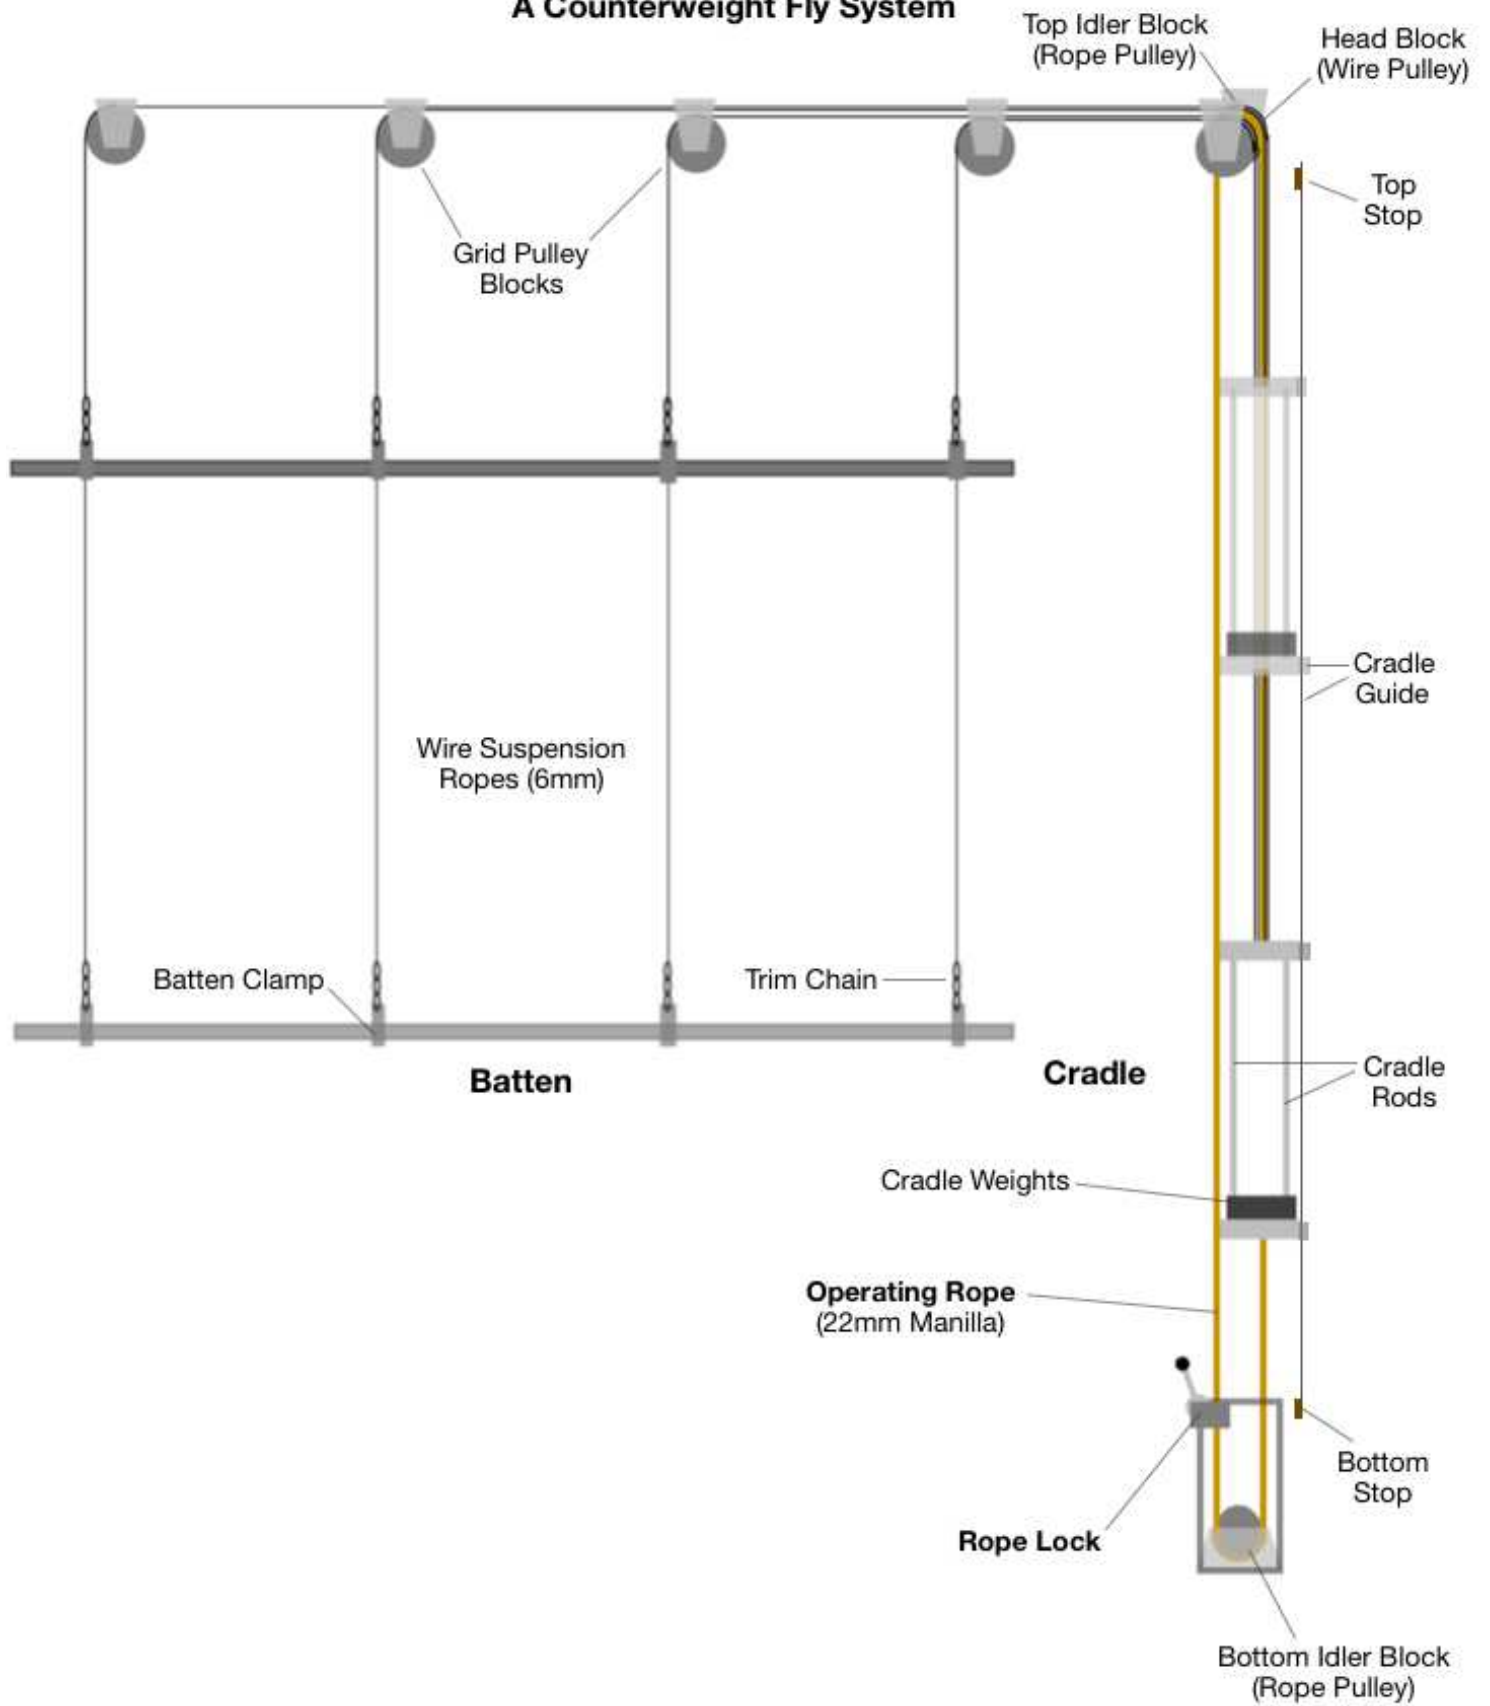 A Counterweight Fly System
Top Idler Block
(Rope Pulley)
Head Block
(Wire Pulley)
Top
Stop
Grid Pulley
Blocks
Cradle
Guide
Wire Suspension
Ropes (6mm)
Batten Clamp
Trim Chain
Batten
Cradle
Cradle
Rods
Cradle Weights
Operating Rope
(22mm Manilla)
Bottom
Stop
Rope Lock
Bottom Idler Block
(Rope Pulley)